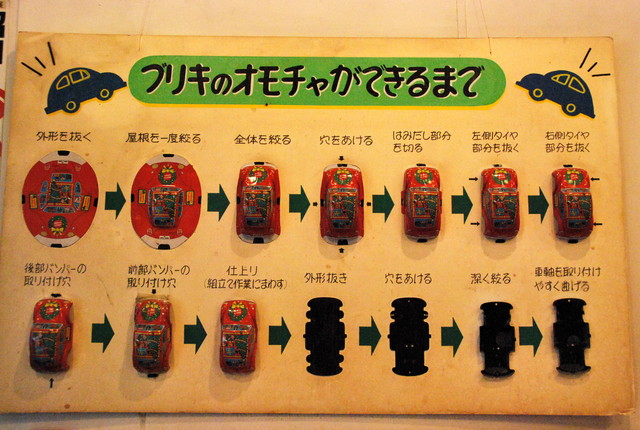 ブリキのオモチャができるまで
外形を抜く
屋根を一度絞る
全体を絞る
穴をあける
はみだし部分
を切る
左側タイヤ
部分を抜く
右側タイヤ
部分を抜く
後部バンパーの
取り付け穴
前部バンパーの
取り付け穴
仕上り
(組立て作業にまわす)
外形抜き
穴をあける
深く絞る
車軸を取り付け
やすく曲げる